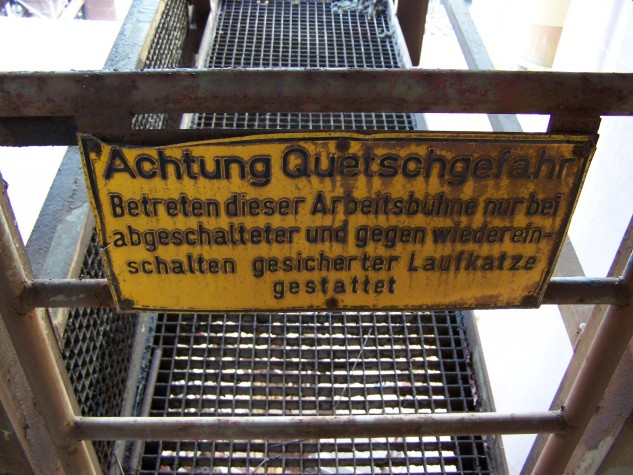 Achtung Quetschgefahr
Betreten dieser Arbeitsbühne nur bei
abgeschalteter und gegen wiederein-
schalten gesicherter Laufkatze
gestattet